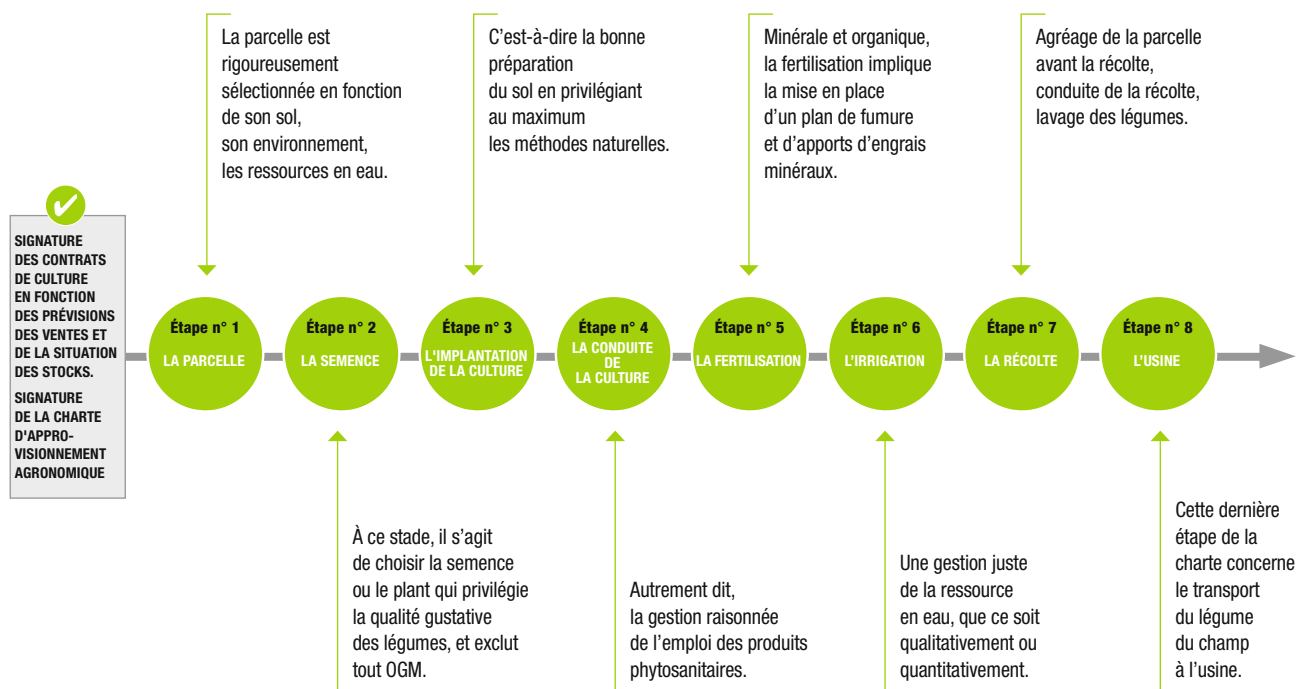 La parcelle est
rigoureusement
sélectionnée en fonction
de son sol,
son environnement,
les ressources en eau.
C'est-à-dire la bonne
préparation
du sol en privilégiant
au maximum
les méthodes naturelles.
Minérale et organique,
la fertilisation implique
la mise en place
d'un plan de fumure
et d'apports d'engrais
minéraux.
Agréage de la parcelle
avant la récolte,
conduite de la récolte,
lavage des légumes.
SIGNATURE
DES CONTRATS
DE CULTURE
EN FONCTION
DES PRÉVISIONS
DES VENTES ET
DE LA SITUATION
DES STOCKS.
SIGNATURE
DE LA CHARTE
D'APPRO-
VISIONNEMENT
AGRONOMIQUE
Étape n° 1
LA PARCELLE
Étape n° 2
LA SEMENCE
Étape n° 3
L'IMPLANTATION
DE LA CULTURE
Étape n° 4
LA CONDUITE
DE
LA CULTURE
Étape n° 5
LA FERTILISATION
Étape n° 6
L'IRRIGATION
Étape n° 7
LA RÉCOLTE
Étape n° 8
L'USINE
À ce stade, il s'agit
de choisir la semence
ou le plant qui privilégie
la qualité gustative
des légumes, et exclut
tout OGM.
Autrement dit,
la gestion raisonnée
de l'emploi des produits
phytosanitaires.
Une gestion juste
de la ressource
en eau, que ce soit
qualitativement ou
quantitativement.
Cette dernière
étape de la
charte concerne
le transport
du légume
du champ
à l'usine.